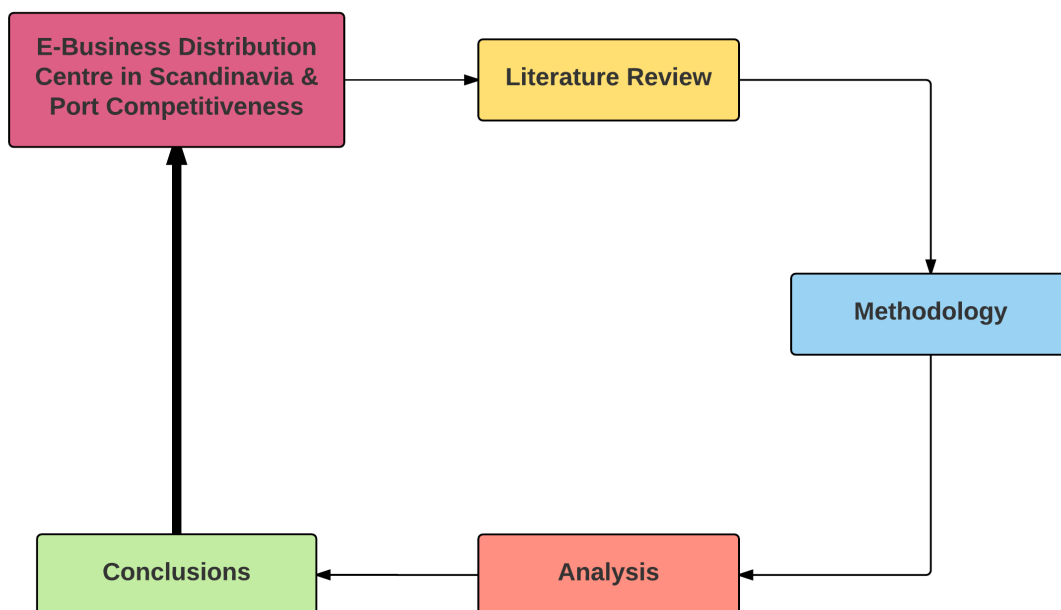 E-Business Distribution
Centre in Scandinavia &
Port Competitiveness
Literature Review
Methodology
Analysis
Conclusions